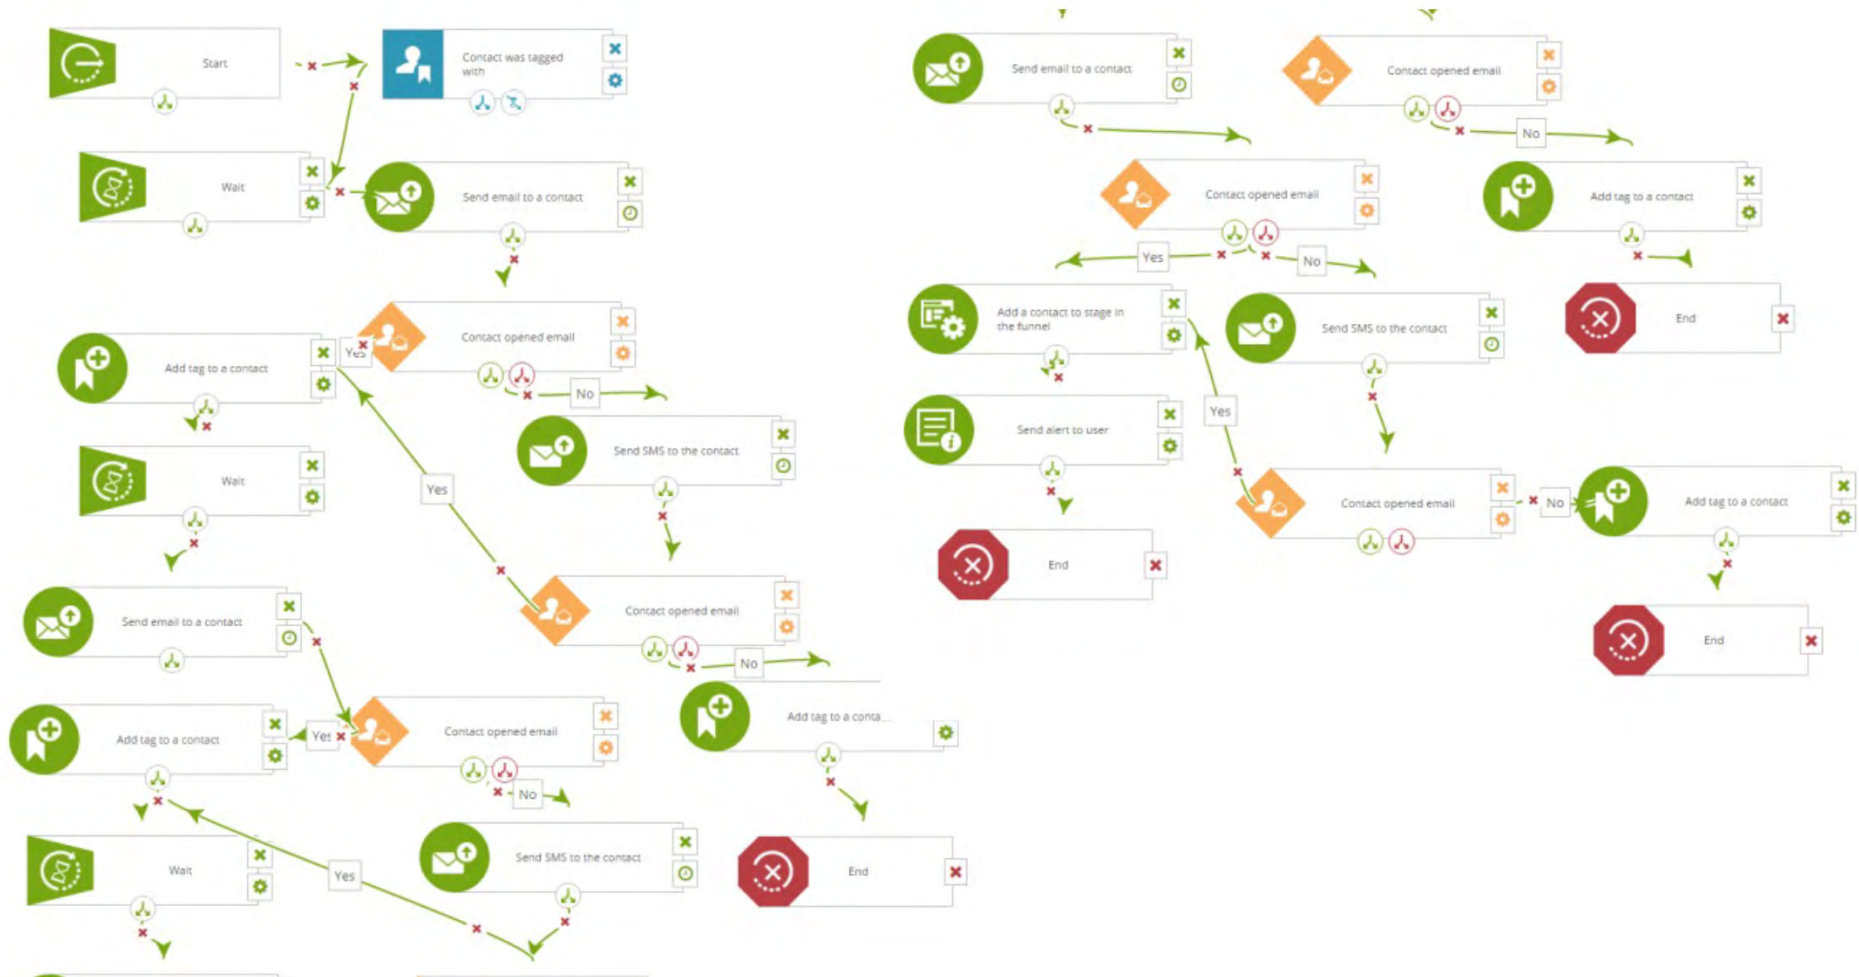 Start
Contact was tagged
with
Wait
Send email to a contact
Contact opened email
Yes
Add tag to a contact
No
Send SMS to the contact
Wait
Yes
Contact opened email
Send email to a contact
No
Add tag to a conta...
Contact opened email
Yes
Add tag to a contact
No
Send SMS to the contact
Wait
Yes
End
Send email to a contact
Contact opened email
No
Contact opened email
Add tag to a contact
Yes
No
Add a contact to stage in
the funnel
Send SMS to the contact
End
Yes
Send alert to user
Contact opened email
No
Add tag to a contact
End
End